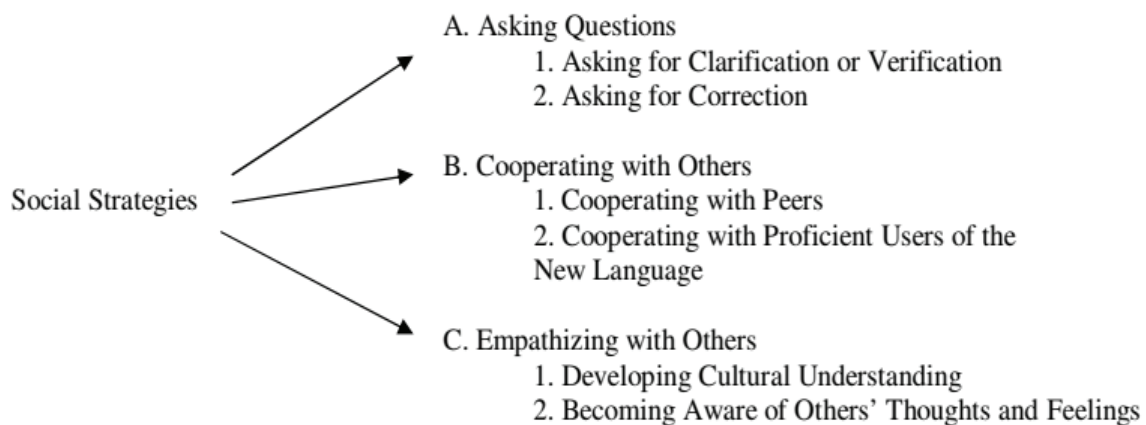 A. Asking Questions
1. Asking for Clarification or Verification
2. Asking for Correction
Social Strategies
B. Cooperating with Others
1. Cooperating with Peers
2. Cooperating with Proficient Users of the
New Language
C. Empathizing with Others
1. Developing Cultural Understanding
2. Becoming Aware of Others’ Thoughts and Feelings